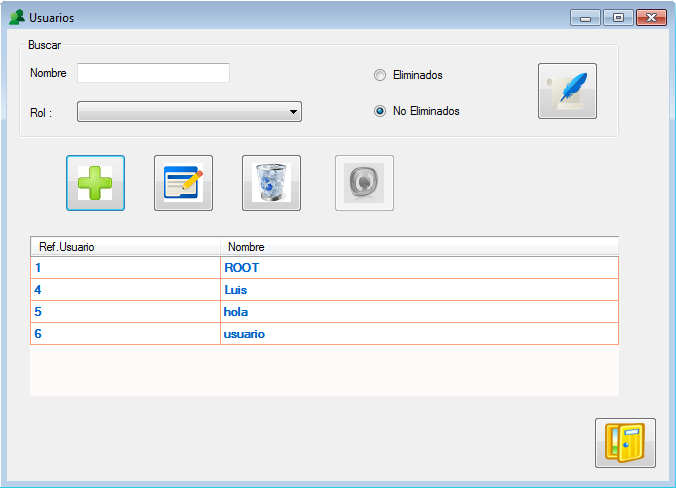 Usuarios
Buscar
Nombre
Eliminados
Rol :
No Eliminados
Ref.Usuario Nombre
1 ROOT
4 Luis
5 hola
6 usuario